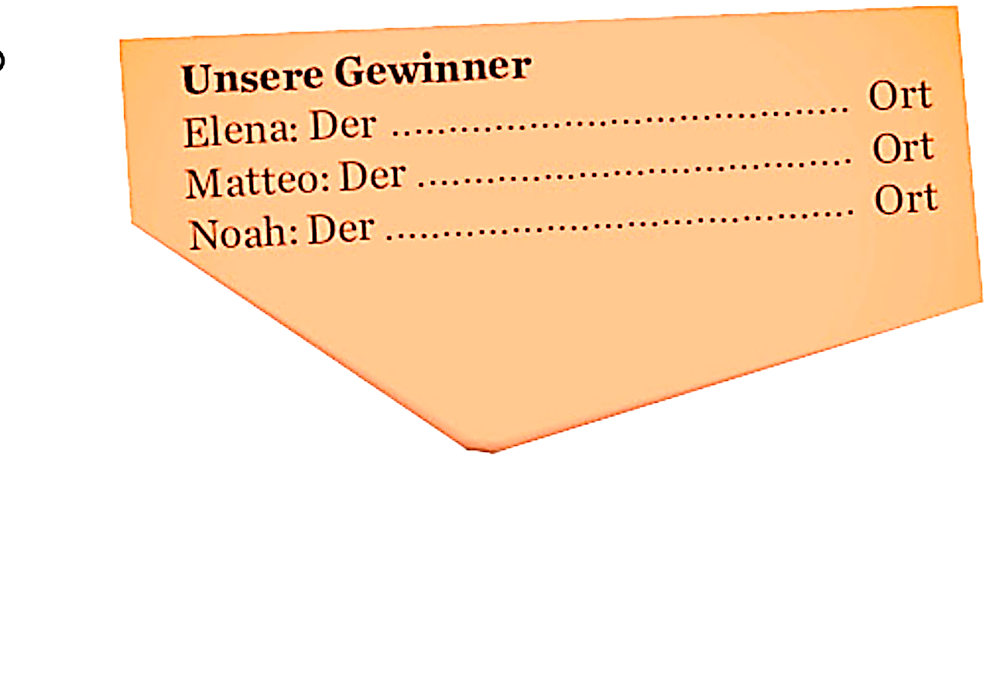 Unsere Gewinner
Elena: Der ........................................ Ort
Matteo: Der ...................................... Ort
Noah: Der ......................................... Ort